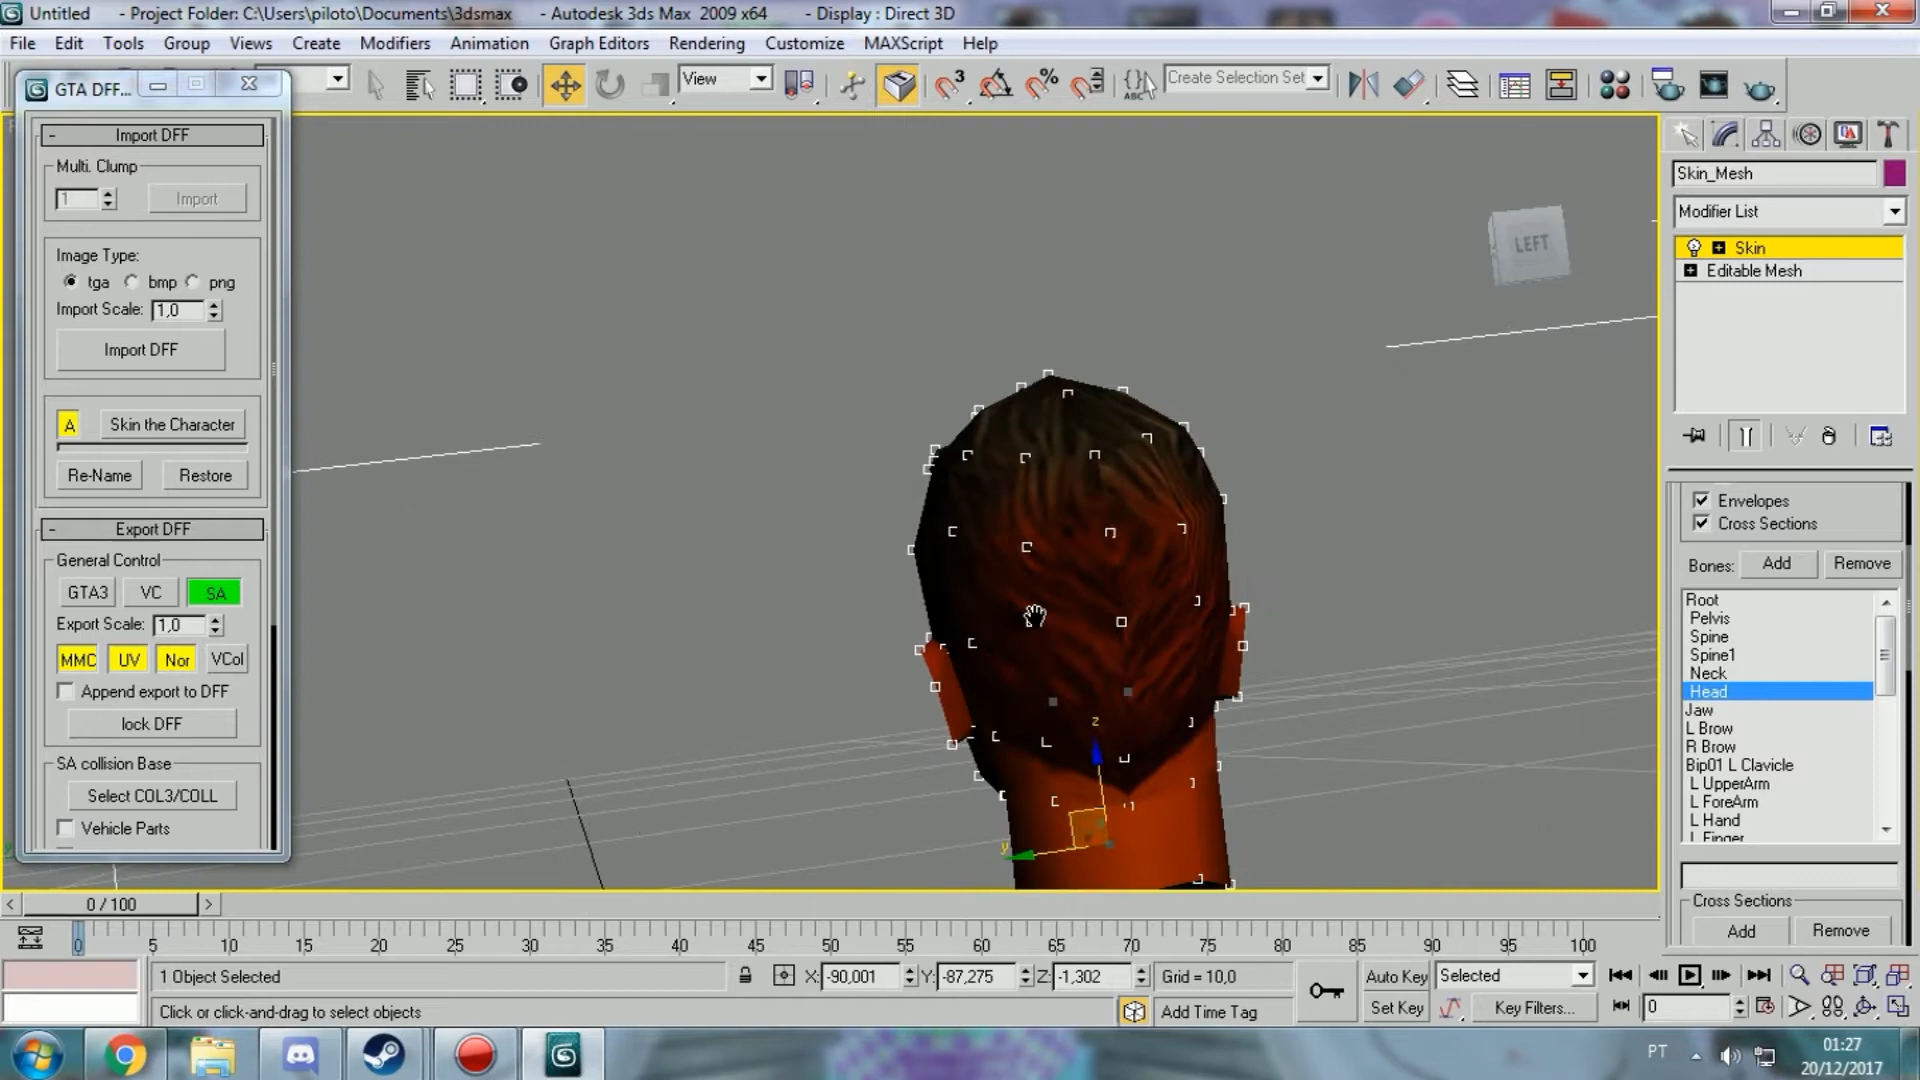 Untitled - Project Folder: C:\Users\piloto\Documents\3dsmax - Autodesk 3ds Max 2009 x64 - Display : Direct 3D
File Edit Tools Group Views Create Modifiers Animation Graph Editors Rendering Customize MAXScript Help
View
3
%
ABC
Create Selection Set
GTA DFF...
Import DFF
Multi. Clump
1 Import
Image Type:
tga bmp png
Import Scale: 1,0
Import DFF
A Skin the Character
Re-Name Restore
Export DFF
General Control
GTA3 VC SA
Export Scale: 1,0
MMC UV Nor VCol
Append export to DFF
lock DFF
SA collision Base
Select COL3/COLL
Vehicle Parts
LEFT
z
y
y
Skin_Mesh
Modifier List
Skin
Editable Mesh
Envelopes
Cross Sections
Bones: Add Remove
Root
Pelvis
Spine
Spine1
Neck
Head
Jaw
L Brow
R Brow
Bip01 L Clavicle
L UpperArm
L ForeArm
L Hand
L Finger
Cross Sections
Add Remove
< 0 / 100 >
0 5 10 15 20 25 30 35 40 45 50 55 60 65 70 75 80 85 90 95 100
1 Object Selected X: -90,001 Y: -87,275 Z: -1,302 Grid = 10,0 Auto Key Selected
Click or click-and-drag to select objects Add Time Tag Set Key Key Filters... 0
PT 01:27
20/12/2017